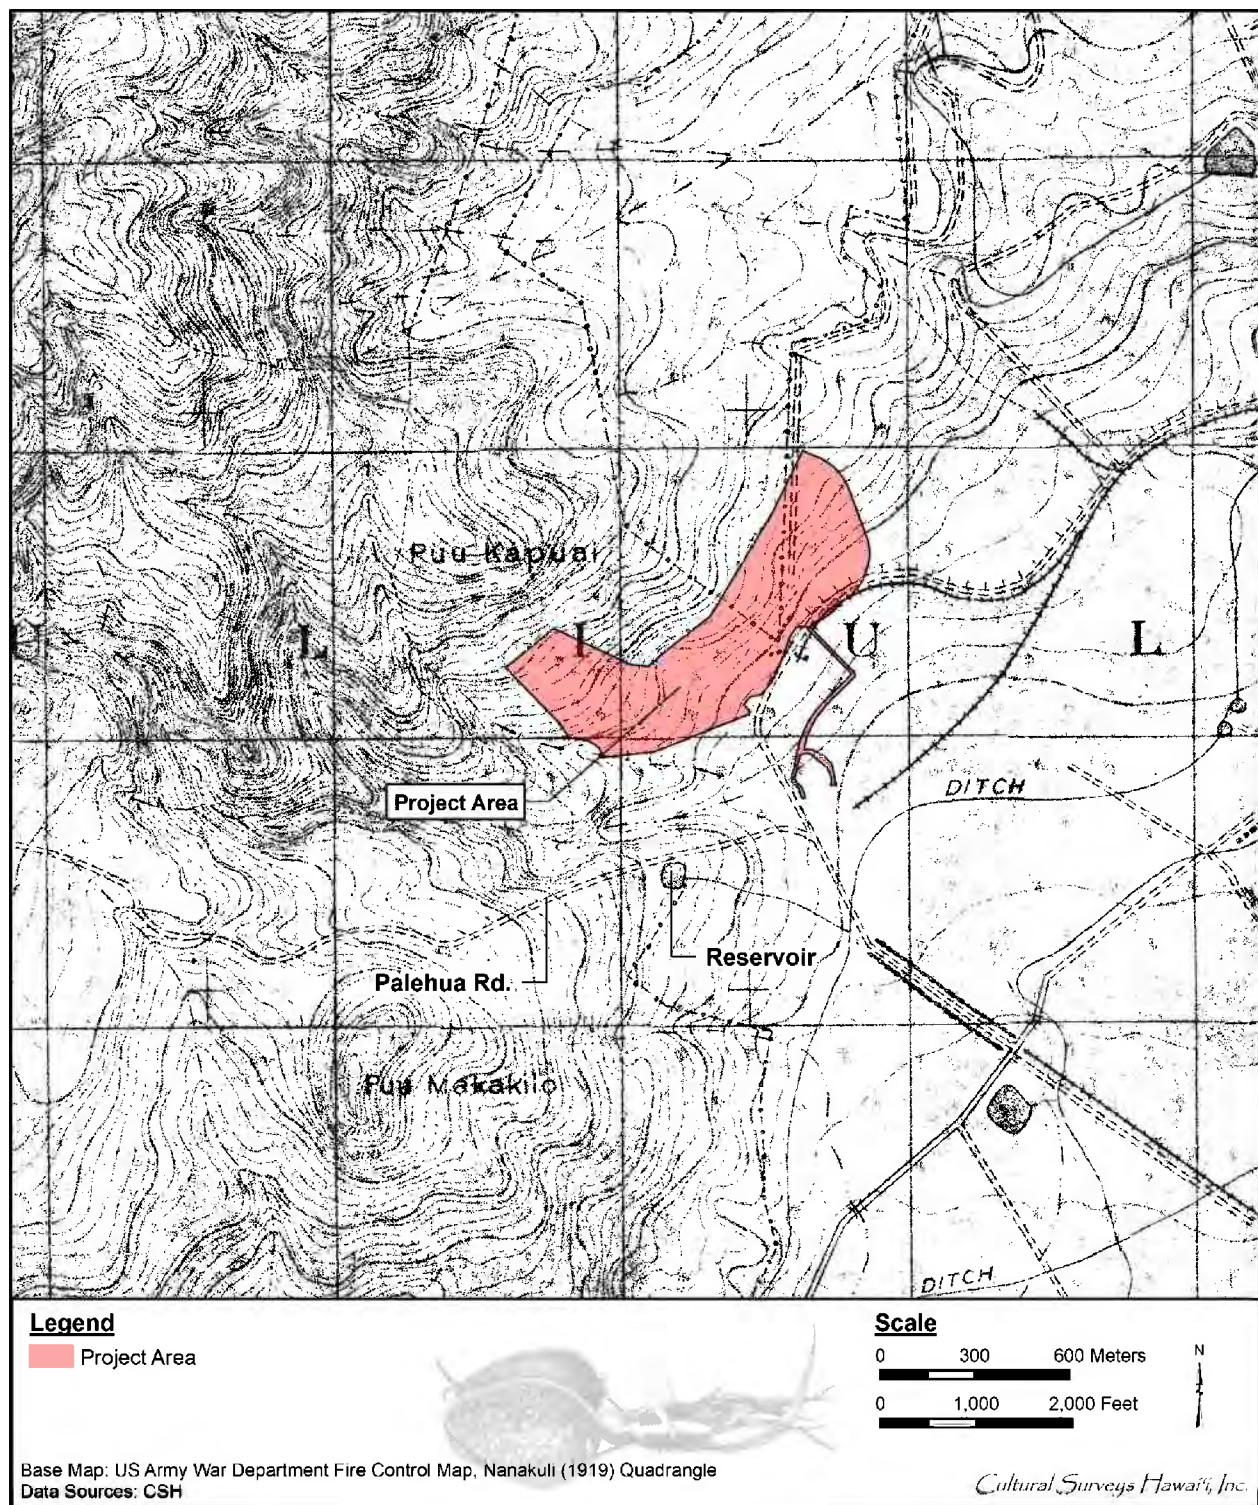 Puu Kapuai
U L I U L
Project Area
DITCH
Reservoir
Palehua Rd.
Puu Makakilo
DITCH
Legend
Project Area
Scale
0 300 600 Meters
0 1,000 2,000 Feet
N
Base Map: US Army War Department Fire Control Map, Nanakuli (1919) Quadrangle
Data Sources: CSH
Cultural Surveys Hawai‘i, Inc.